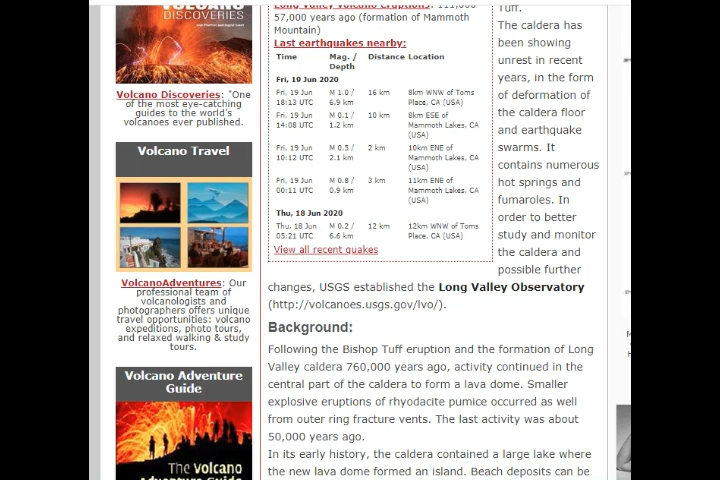 VOLCANO
DISCOVERIES
Volcano Discoveries: "One
of the most eye-catching
guides to the world's
volcanoes ever published.
Volcano Travel
VolcanoAdventures: Our
professional team of
volcanologists and
photographers offers unique
travel opportunities: volcano
expeditions, photo tours,
and relaxed walking & study
tours.
Volcano Adventure
Guide
The Volcano
Adventure Guide
Long Valley volcano eruptions: 111,000 -
57,000 years ago (formation of Mammoth
Mountain)
Last earthquakes nearby:
Time Mag. / Distance Location
Depth
Fri, 19 Jun 2020
Fri, 19 Jun M 1.0 / 16 km 8km WNW of Toms
18:13 UTC 6.9 km Place, CA (USA)
Fri, 19 Jun M 0.1 / 10 km 8km ESE of
14:08 UTC 1.2 km Mammoth Lakes, CA
(USA)
Fri, 19 Jun M 0.5 / 2 km 10km ENE of
10:12 UTC 2.1 km Mammoth Lakes, CA
(USA)
Fri, 19 Jun M 0.8 / 3 km 11km ENE of
00:11 UTC 0.9 km Mammoth Lakes, CA
(USA)
Thu, 18 Jun 2020
Thu, 18 Jun M 0.2 / 12 km 12km WNW of Toms
05:21 UTC 6.6 km Place, CA (USA)
View all recent quakes
Tuff.
The caldera has
been showing
unrest in recent
years, in the form
of deformation of
the caldera floor
and earthquake
swarms. It
contains numerous
hot springs and
fumaroles. In
order to better
study and monitor
the caldera and
possible further
changes, USGS established the Long Valley Observatory
(http://volcanoes.usgs.gov/lvo/).
Background:
Following the Bishop Tuff eruption and the formation of Long
Valley caldera 760,000 years ago, activity continued in the
central part of the caldera to form a lava dome. Smaller
explosive eruptions of rhyodacite pumice occurred as well
from outer ring fracture vents. The last activity was about
50,000 years ago.
In its early history, the caldera contained a large lake where
the new lava dome formed an island. Beach deposits can be